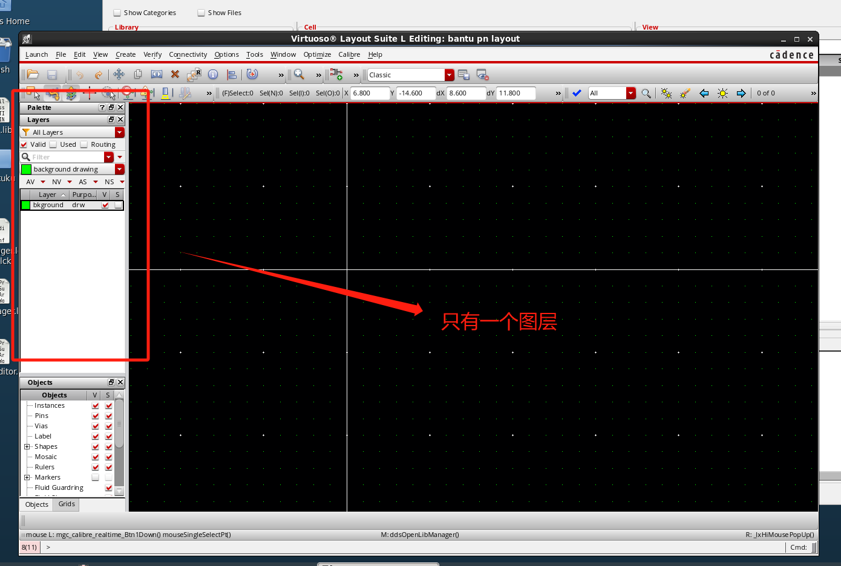 s Home
Show Categories
Show Files
Library
Cell
View
Virtuoso® Layout Suite L Editing: bantu pn layout
Launch File Edit View Create Verify Connectivity Options Tools Window Optimize Calibre Help
cādence
Classic
(F)Select:0 Sel(N):0 Sel(I):0 Sel(O):0 X 6.800 Y -14.600 dX 8.600 dY 11.800
All
0 of 0
Palette
Layers
All Layers
Valid Used Routing
Filter
background drawing
AV NV AS NS
Layer Purpo... V S
bkground drw
只有一个图层
Objects
Objects V S
Instances
Pins
Vias
Label
Shapes
Mosaic
Rulers
Markers
Fluid Guardring
Objects Grids
mouse L: mgc_calibre_realtime_Btn1Down() mouseSingleSelectPt()
M:ddsOpenLibManager()
R: _lxHiMousePopUp()
8(11) >
Cmd: